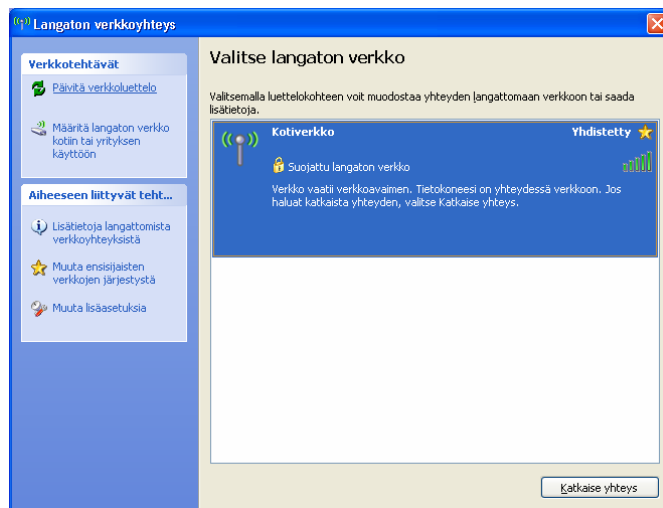 Langaton verkkoyhteys
Verkkotehtävät
Päivitä verkkoluettelo
Määritä langaton verkko
kotiin tai yrityksen
käyttöön
Aiheeseen liittyvät teht...
Lisätietoja langattomista
verkkoyhteyksistä
Muuta ensisijaisten
verkkojen järjestystä
Muuta lisäasetuksia
Valitse langaton verkko
Valitsemalla luettelokohteen voit muodostaa yhteyden langattomaan verkkoon tai saada
lisätietoja.
Kotiverkko Yhdistetty
Suojattu langaton verkko
Verkko vaatii verkkoavaimen. Tietokoneesi on yhteydessä verkkoon. Jos
haluat katkaista yhteyden, valitse Katkaise yhteys.
Katkaise yhteys